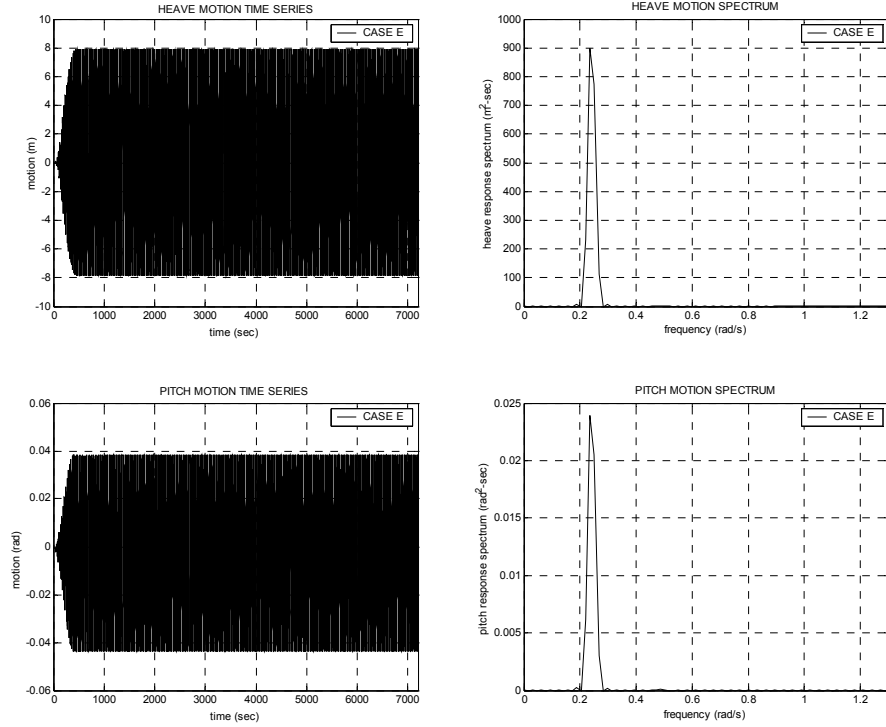 HEAVE MOTION TIME SERIES
CASE E
10
8
6
4
2
0
-2
-4
-6
-8
-10
motion (m)
0 1000 2000 3000 4000 5000 6000 7000
time (sec)
HEAVE MOTION SPECTRUM
CASE E
1000
900
800
700
600
500
400
300
200
100
0
heave response spectrum (m²-sec)
0 0.2 0.4 0.6 0.8 1 1.2
frequency (rad/s)
PITCH MOTION TIME SERIES
CASE E
0.06
0.04
0.02
0
-0.02
-0.04
-0.06
motion (rad)
0 1000 2000 3000 4000 5000 6000 7000
time (sec)
PITCH MOTION SPECTRUM
CASE E
0.025
0.02
0.015
0.01
0.005
0
pitch response spectrum (rad²-sec)
0 0.2 0.4 0.6 0.8 1 1.2
frequency (rad/s)